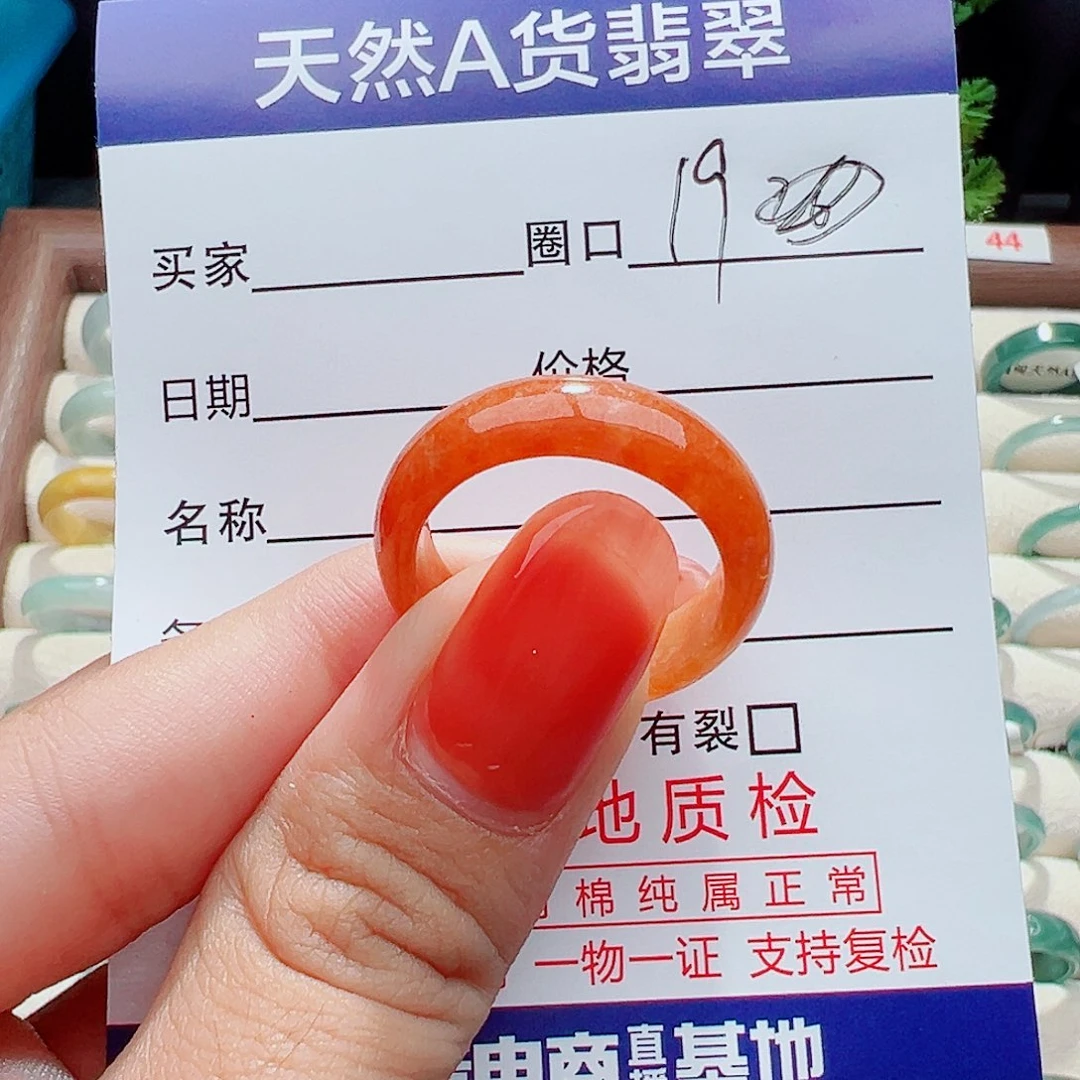 天然A货翡翠
买家 圈口 19
日期 价格
名称
有裂
地质检
棉纯属正常
一物一证 支持复检
电商直播基地
44